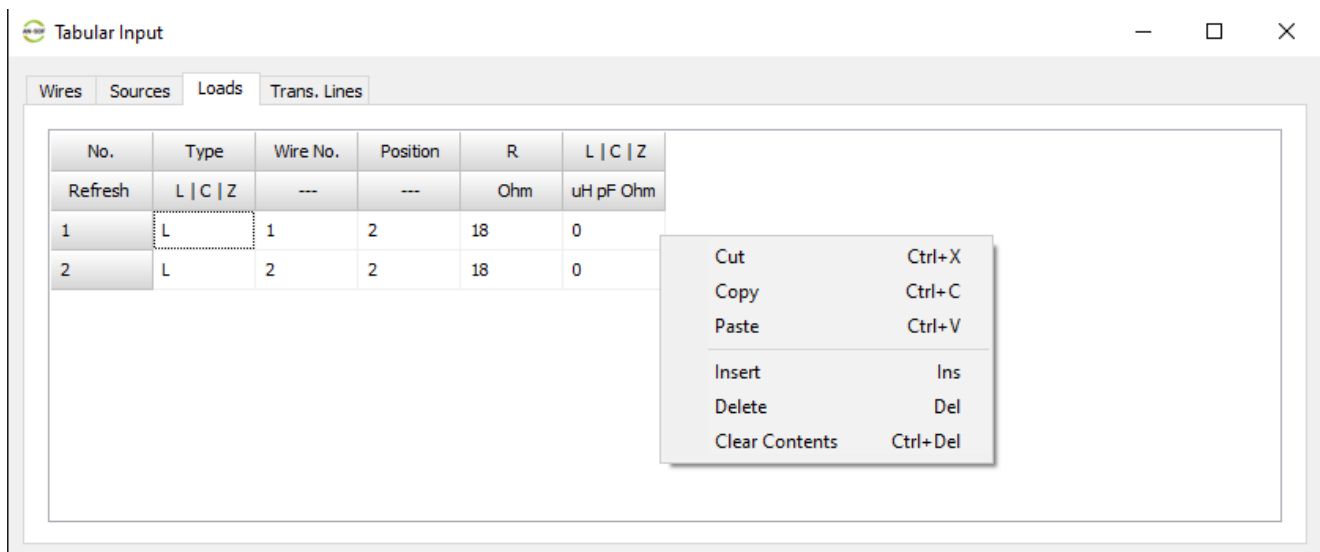 AN-SOF Tabular Input
Wires Sources Loads Trans. Lines
No. Type Wire No. Position R L | C | Z
Refresh L | C | Z --- --- Ohm uH pF Ohm
1 L 1 2 18 0
2 L 2 2 18 0
Cut Ctrl+X
Copy Ctrl+C
Paste Ctrl+V
Insert Ins
Delete Del
Clear Contents Ctrl+Del